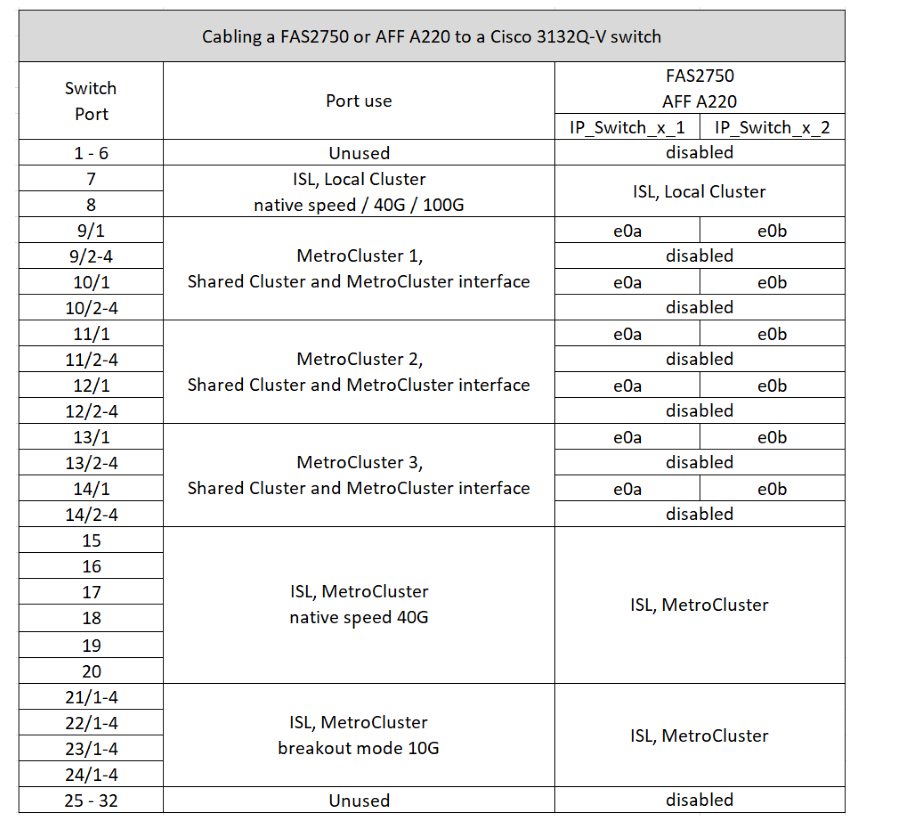 Cabling a FAS2750 or AFF A220 to a Cisco 3132Q-V switch
Switch
Port
Port use
FAS2750
AFF A220
IP_Switch_x_1 IP_Switch_x_2
1 - 6 Unused disabled
7 ISL, Local Cluster
8 native speed / 40G / 100G
ISL, Local Cluster
9/1 e0a e0b
9/2-4 MetroCluster 1, disabled
10/1 Shared Cluster and MetroCluster interface e0a e0b
10/2-4 disabled
11/1 e0a e0b
11/2-4 MetroCluster 2, disabled
12/1 Shared Cluster and MetroCluster interface e0a e0b
12/2-4 disabled
13/1 e0a e0b
13/2-4 MetroCluster 3, disabled
14/1 Shared Cluster and MetroCluster interface e0a e0b
14/2-4 disabled
15
16
17 ISL, MetroCluster
18 native speed 40G
ISL, MetroCluster
19
20
21/1-4
22/1-4 ISL, MetroCluster
23/1-4 breakout mode 10G
ISL, MetroCluster
24/1-4
25 - 32 Unused disabled